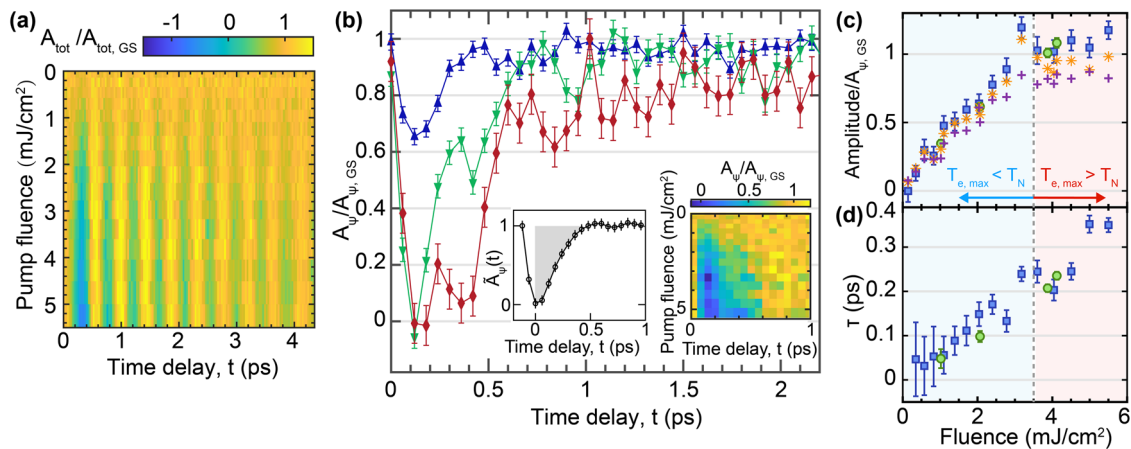 (a)
A_tot / A_tot, GS
-1 0 1
Pump fluence (mJ/cm²)
0
1
2
3
4
5
0 1 2 3 4
Time delay, t (ps)
(b)
A_ψ/A_ψ, GS
1
0.8
0.6
0.4
0.2
0
0 0.5 1 1.5 2
Time delay, t (ps)
Ã_ψ(t)
1
0
0 0.5 1
Time delay, t (ps)
A_ψ/A_ψ, GS
0 0.5 1
Pump fluence (mJ/cm²)
0
5
0 1
Time delay, t (ps)
(c)
Amplitude/A_ψ, GS
1
0.5
0
T_e, max < T_N
T_e, max > T_N
(d)
τ (ps)
0.4
0.3
0.2
0.1
0
0 2 4 6
Fluence (mJ/cm²)